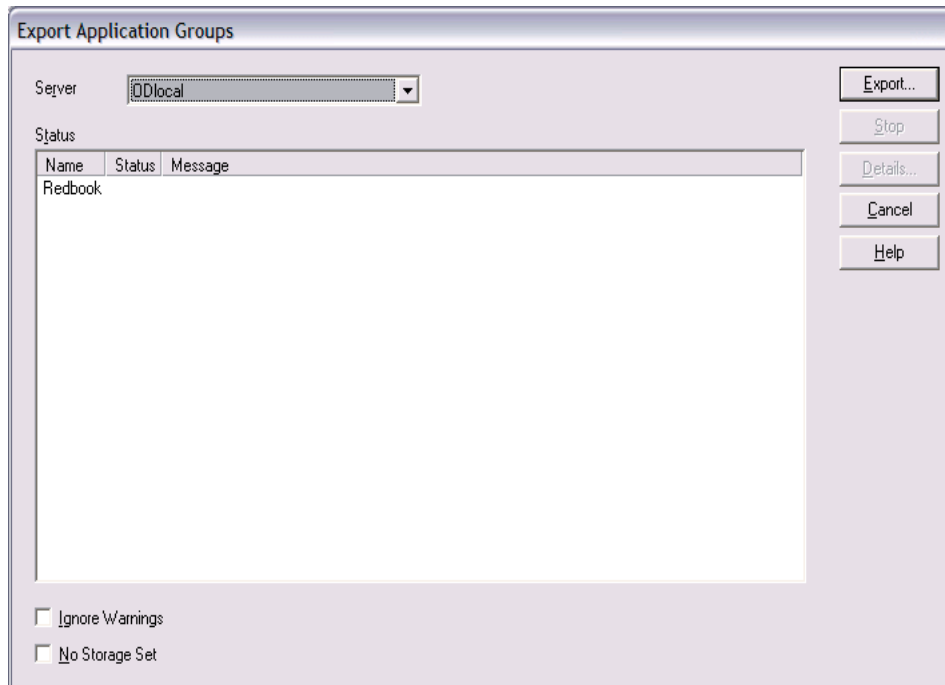 Export Application Groups
Server ODlocal Export...
Status Stop
Name Status Message Details...
Redbook
Cancel
Help
Ignore Warnings
No Storage Set